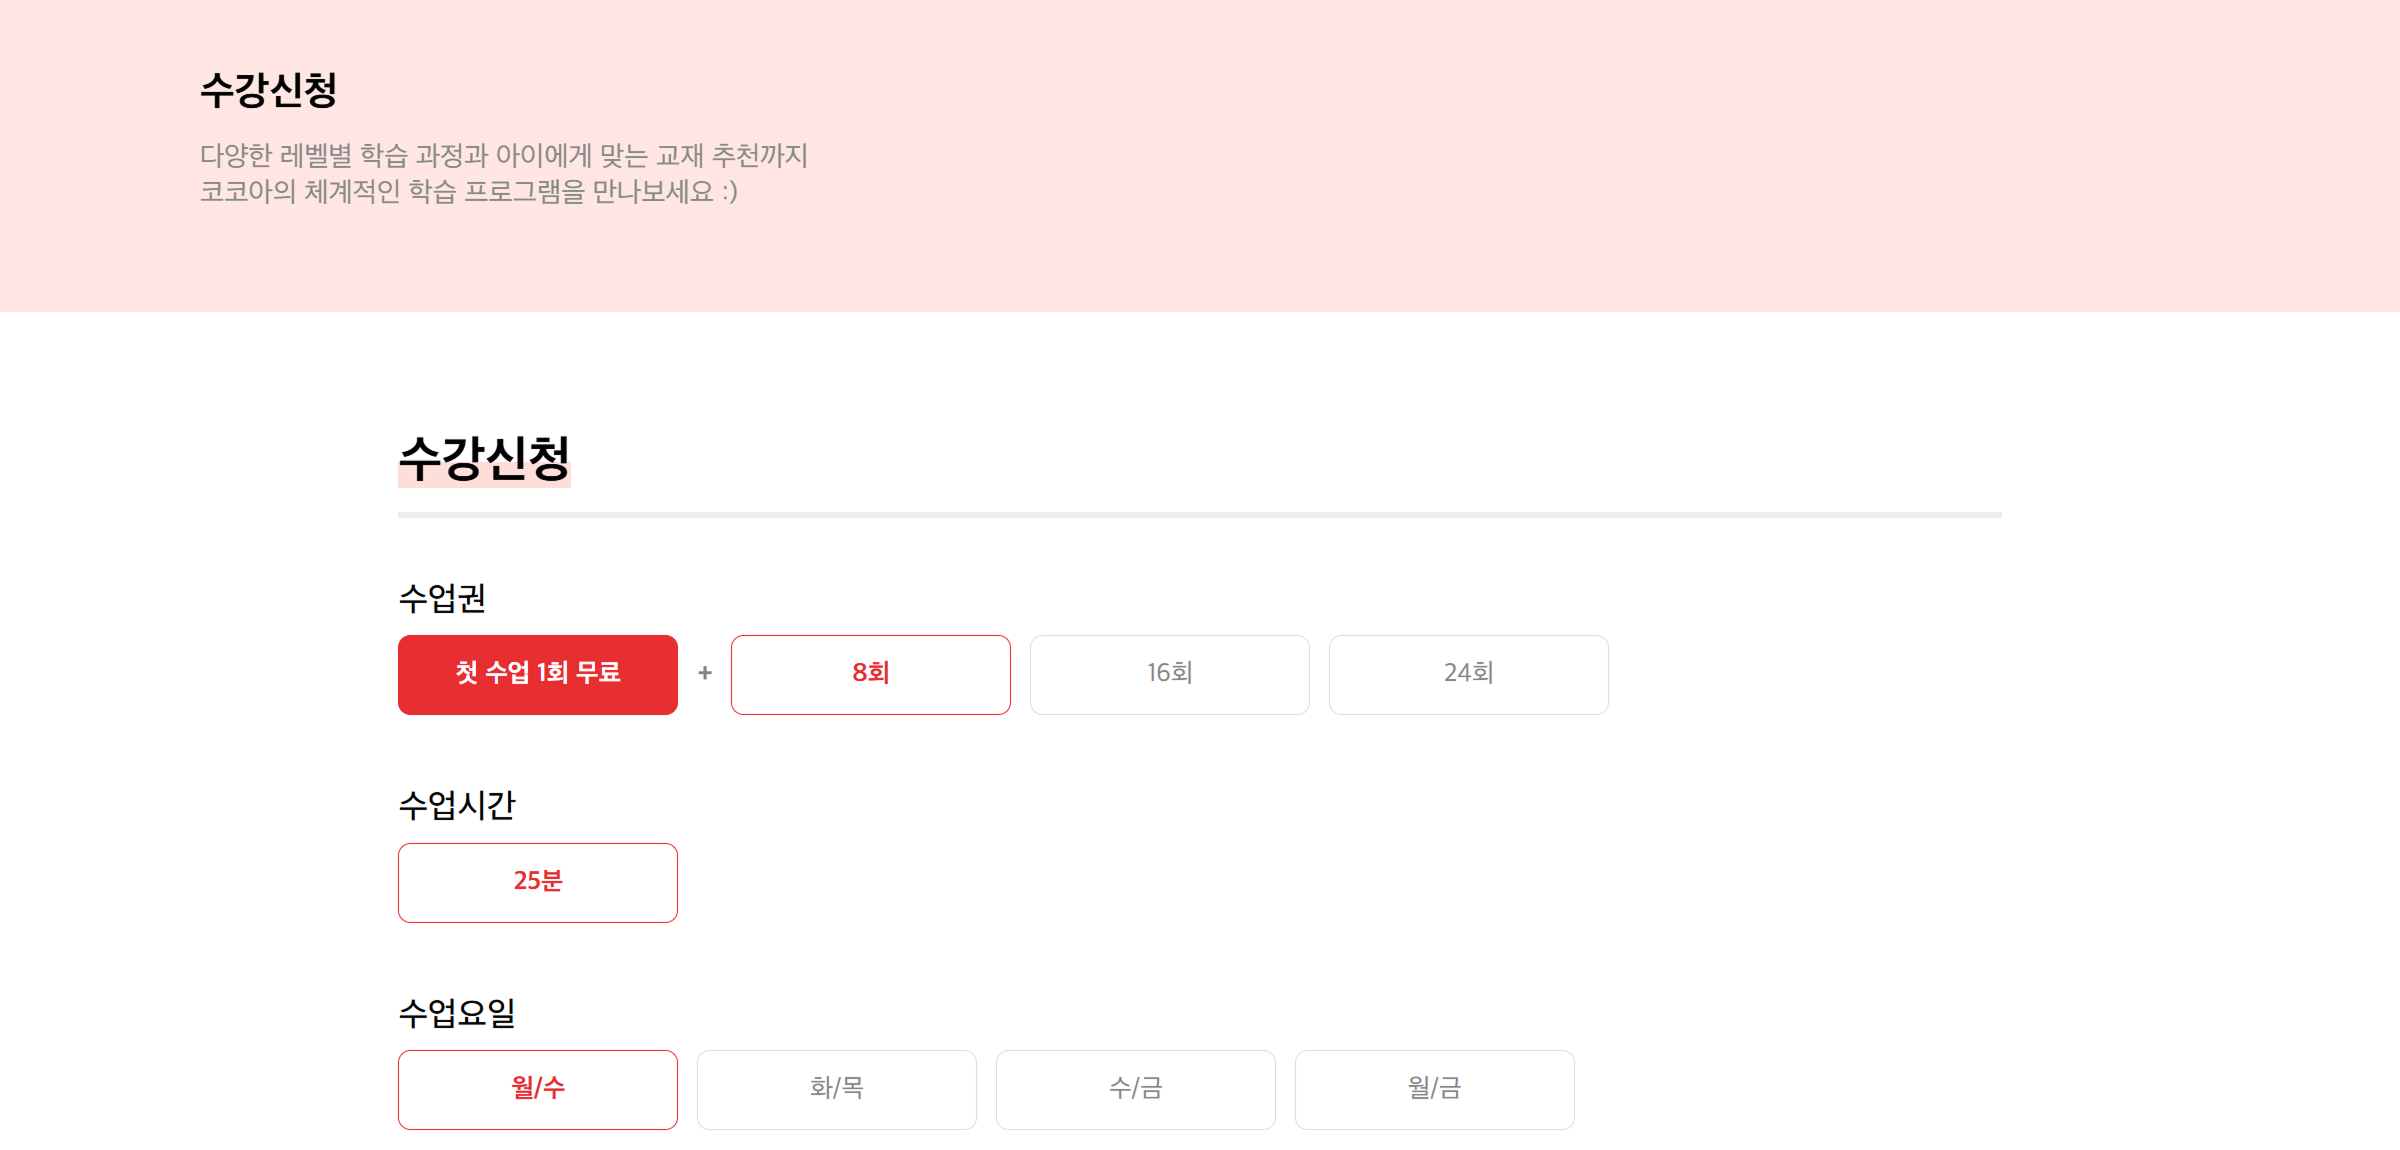 수강신청
다양한 레벨별 학습 과정과 아이에게 맞는 교재 추천까지
코코아의 체계적인 학습 프로그램을 만나보세요 :)
수강신청
수업권
첫 수업 1회 무료 + 8회 16회 24회
수업시간
25분
수업요일
월/수 화/목 수/금 월/금